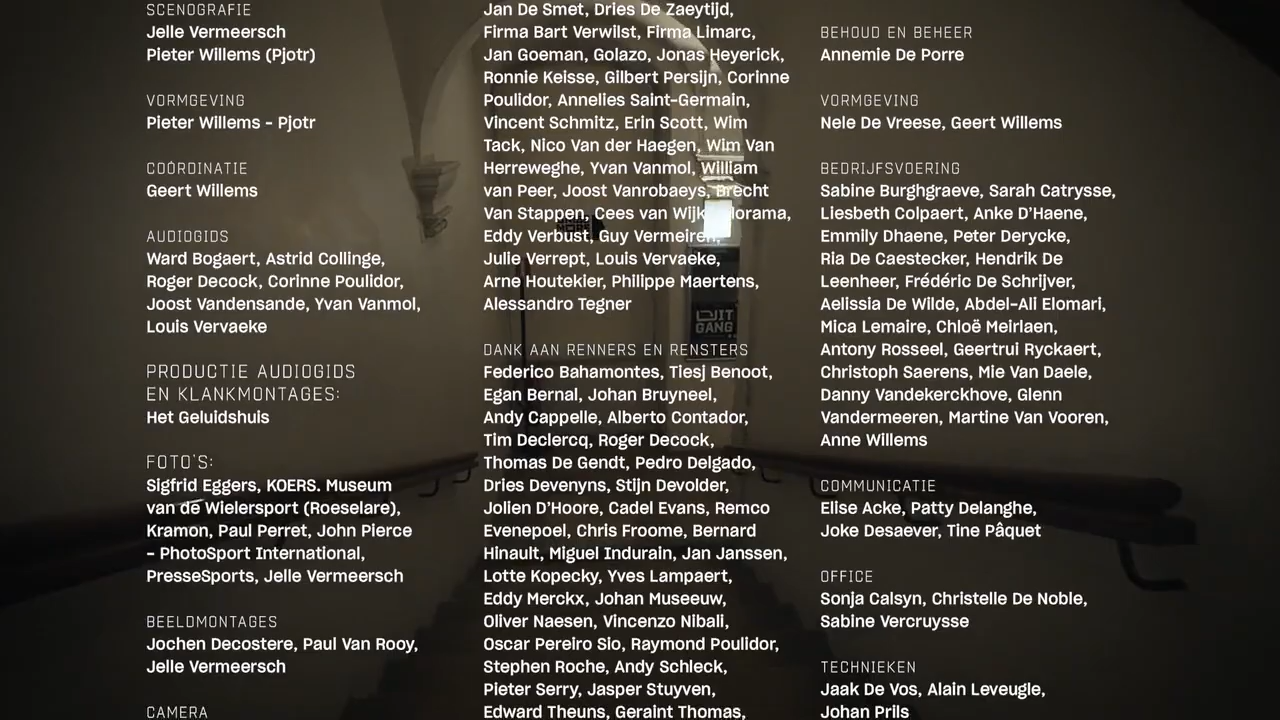 SCENOGRAFIE
Jelle Vermeersch
Pieter Willems (Pjotr)
VORMGEVING
Pieter Willems - Pjotr
COÖRDINATIE
Geert Willems
AUDIOGIDS
Ward Bogaert, Astrid Collinge,
Roger Decock, Corinne Poulidor,
Joost Vandensande, Yvan Vanmol,
Louis Vervaeke
PRODUCTIE AUDIOGIDS
EN KLANKMONTAGES:
Het Geluidshuis
FOTO'S:
Sigfrid Eggers, KOERS. Museum
van de Wielersport (Roeselare),
Kramon, Paul Perret, John Pierce
- PhotoSport International,
PresseSports, Jelle Vermeersch
BEELDMONTAGES
Jochen Decostere, Paul Van Rooy,
Jelle Vermeersch
CAMERA
Jan De Smet, Dries De Zaeytijd,
Firma Bart Verwilst, Firma Limarc,
Jan Goeman, Golazo, Jonas Heyerick,
Ronnie Keisse, Gilbert Persijn, Corinne
Poulidor, Annelies Saint-Germain,
Vincent Schmitz, Erin Scott, Wim
Tack, Nico Van der Haegen, Wim Van
Herreweghe, Yvan Vanmol, William
van Peer, Joost Vanrobaeys, Brecht
Van Stappen, Cees van Wijk
Eddy Verbust, Guy Vermeiren,
Julie Verrept, Louis Vervaeke,
Arne Houtekier, Philippe Maertens,
Alessandro Tegner
UIT
GANG
DANK AAN RENNERS EN RENSTERS
Federico Bahamontes, Tiesj Benoot,
Egan Bernal, Johan Bruyneel,
Andy Cappelle, Alberto Contador,
Tim Declercq, Roger Decock,
Thomas De Gendt, Pedro Delgado,
Dries Devenyns, Stijn Devolder,
Jolien D'Hoore, Cadel Evans, Remco
Evenepoel, Chris Froome, Bernard
Hinault, Miguel Indurain, Jan Janssen,
Lotte Kopecky, Yves Lampaert,
Eddy Merckx, Johan Museeuw,
Oliver Naesen, Vincenzo Nibali,
Oscar Pereiro Sio, Raymond Poulidor,
Stephen Roche, Andy Schleck,
Pieter Serry, Jasper Stuyven,
Edward Theuns, Geraint Thomas,
BEHOUD EN BEHEER
Annemie De Porre
VORMGEVING
Nele De Vreese, Geert Willems
BEDRIJFSVOERING
Sabine Burghgraeve, Sarah Catrysse,
Liesbeth Colpaert, Anke D'Haene,
Emmily Dhaene, Peter Derycke,
Ria De Caestecker, Hendrik De
Leenheer, Frédéric De Schrijver,
Aelissia De Wilde, Abdel-Ali Elomari,
Mica Lemaire, Chloë Meirlaen,
Antony Rosseel, Geertrui Ryckaert,
Christoph Saerens, Mie Van Daele,
Danny Vandekerckhove, Glenn
Vandermeeren, Martine Van Vooren,
Anne Willems
COMMUNICATIE
Elise Acke, Patty Delanghe,
Joke Desaever, Tine Pâquet
OFFICE
Sonja Calsyn, Christelle De Noble,
Sabine Vercruysse
TECHNIEKEN
Jaak De Vos, Alain Leveugle,
Johan Prils